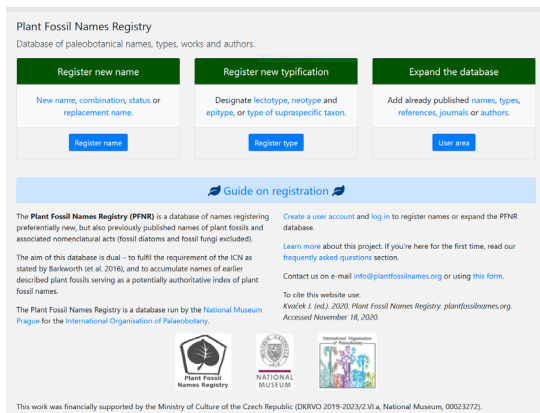 Plant Fossil Names Registry
Database of paleobotanical names, types, works and authors.
Register new name
New name, combination, status or
replacement name.
Register name
Register new typification
Designate lectotype, neotype and
epitype, or type of supraspecific taxon.
Register type
Expand the database
Add already published names, types,
references, journals or authors.
User area
Guide on registration
The Plant Fossil Names Registry (PFNR) is a database of names registering
preferentially new, but also previously published names of plant fossils and
associated nomenclatural acts (fossil diatoms and fossil fungi excluded).
The aim of this database is dual – to fulfil the requirement of the ICN as
stated by Barkworth (et al. 2016), and to accumulate names of earlier
described plant fossils serving as a potentially authoritative index of plant
fossil names.
The Plant Fossil Names Registry is a database run by the National Museum
Prague for the International Organisation of Palaeobotany.
Create a user account and log in to register names or expand the PFNR
database.
Learn more about this project. If you're here for the first time, read our
frequently asked questions section.
Contact us on e-mail info@plantfossilnames.org or using this form.
To cite this website use:
Kvaček J. (ed.). 2020. Plant Fossil Names Registry. plantfossilnames.org.
Accessed November 18, 2020.
Plant Fossil
Names Registry
NATIONAL
MUSEUM
International Organisation
of Palaeobotany
This work was financially supported by the Ministry of Culture of the Czech Republic (DKRVO 2019-2023/2.VI.a, National Museum, 00023272).